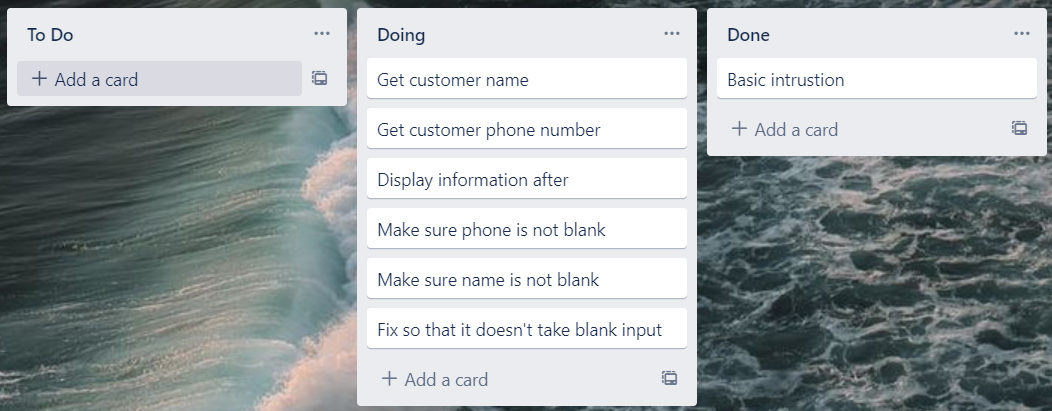 To Do
+ Add a card
Doing
Get customer name
Get customer phone number
Display information after
Make sure phone is not blank
Make sure name is not blank
Fix so that it doesn't take blank input
+ Add a card
Done
Basic intrustion
+ Add a card